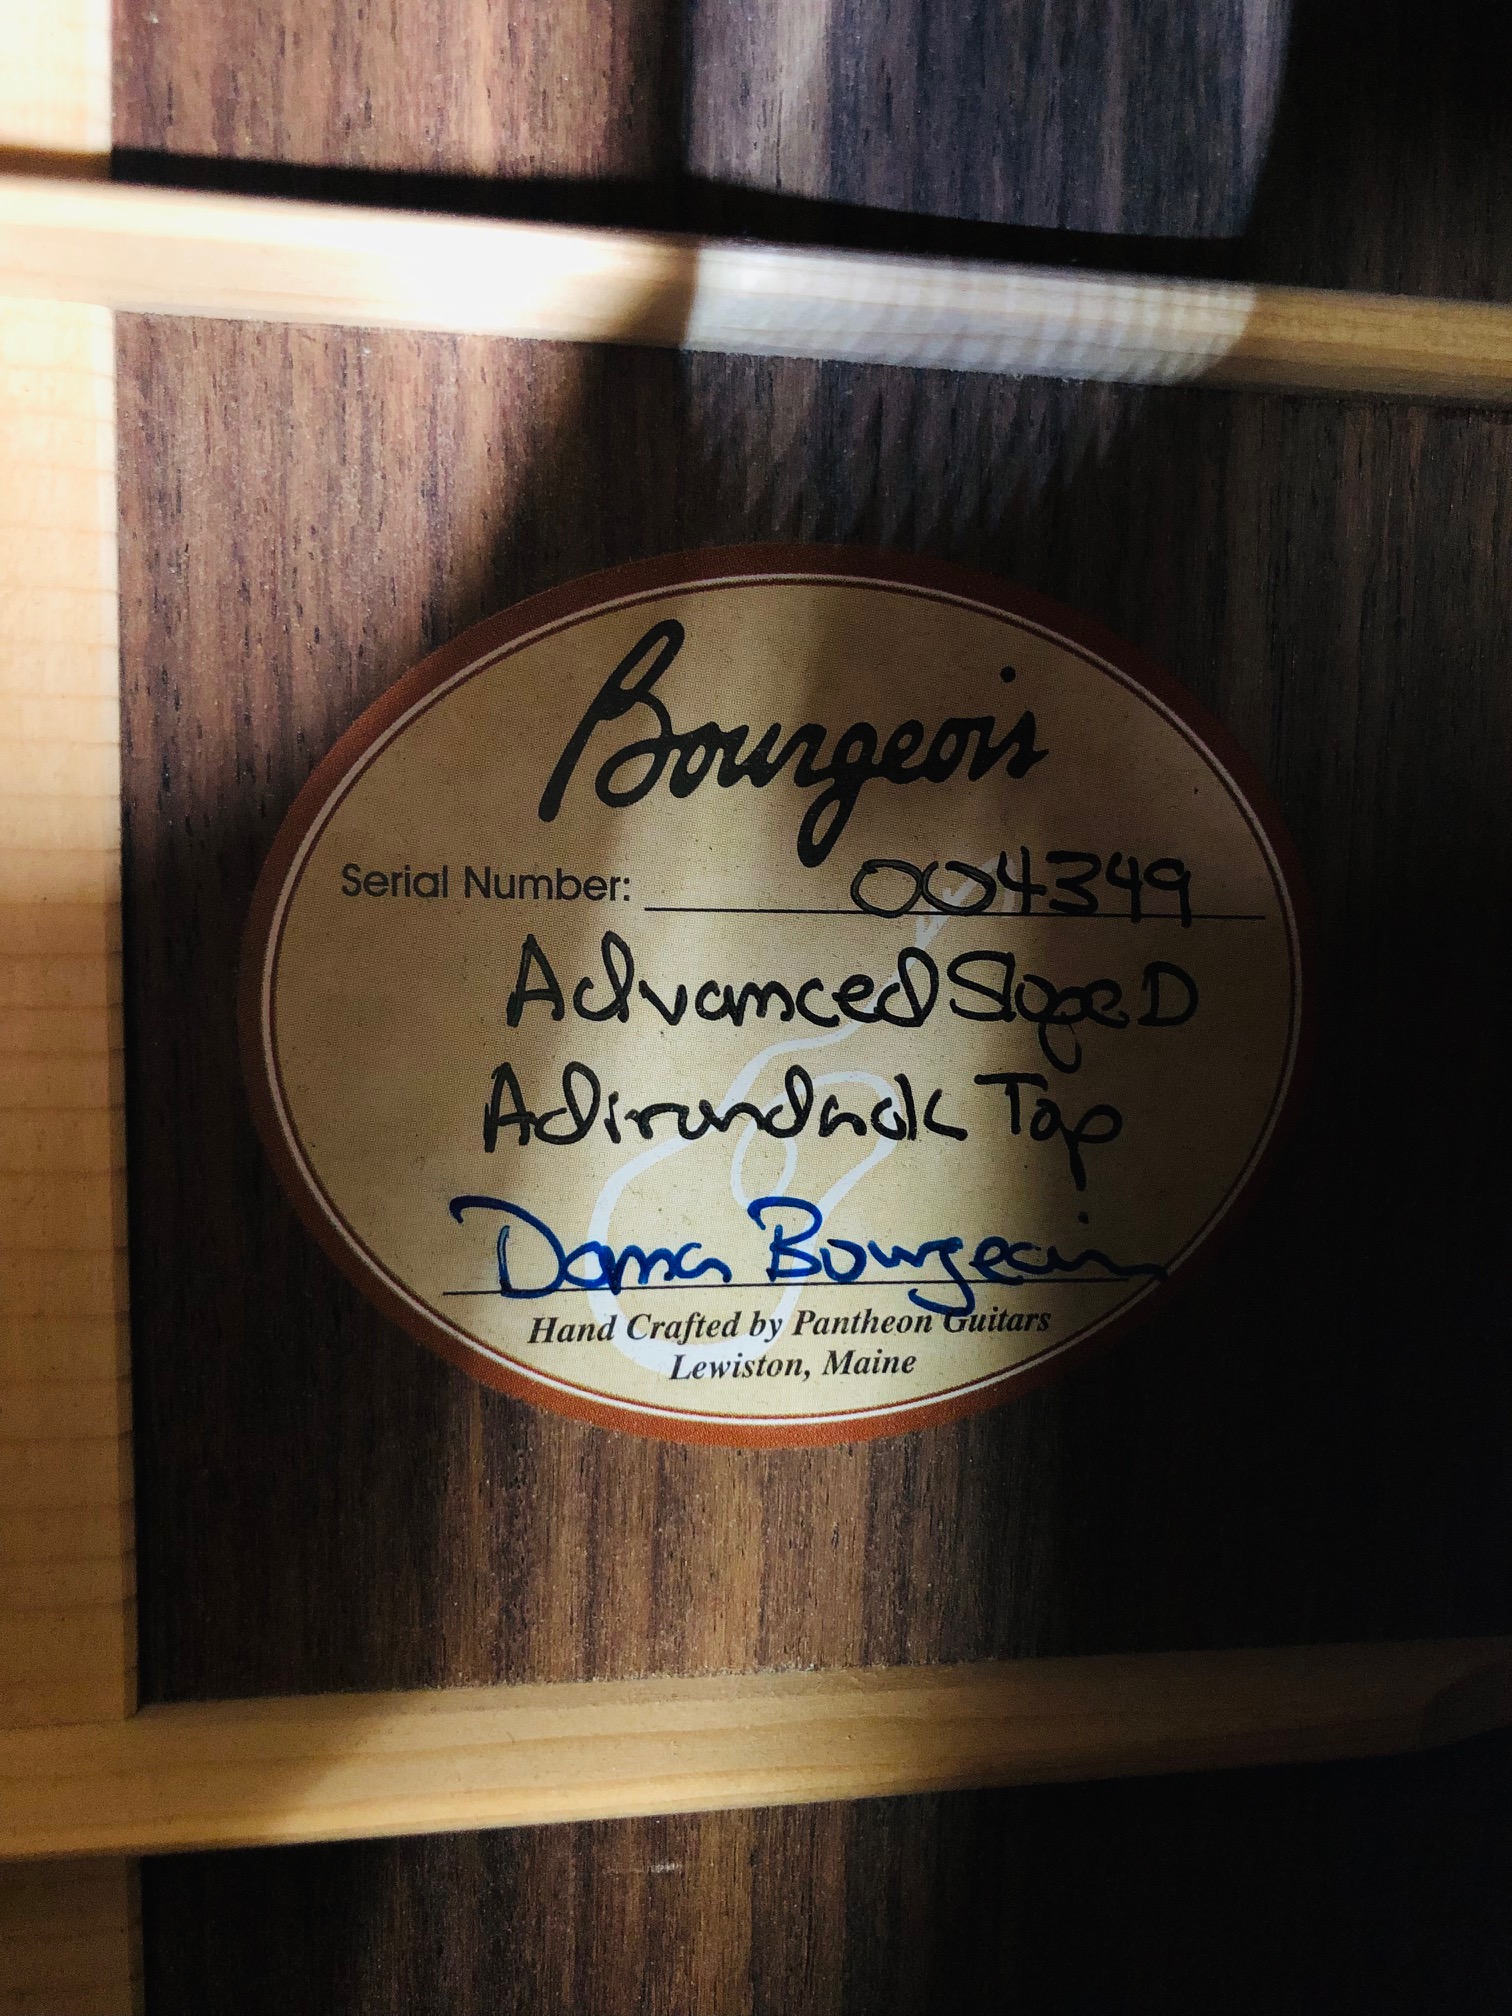 Bourgeois
Serial Number: 004349
Advanced Slope D
Adirondack Top
Dana Bourgeois
Hand Crafted by Pantheon Guitars
Lewiston, Maine